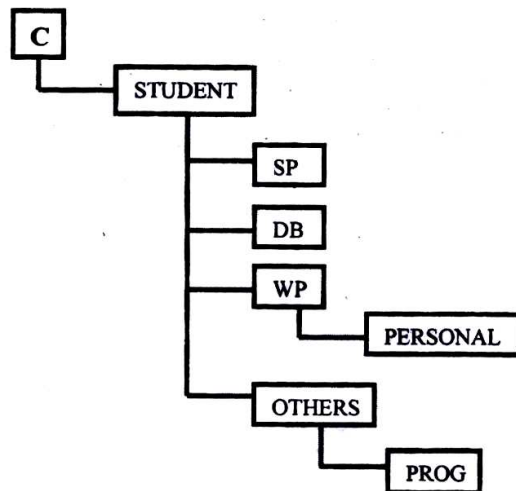 C
STUDENT
SP
DB
WP
PERSONAL
OTHERS
PROG